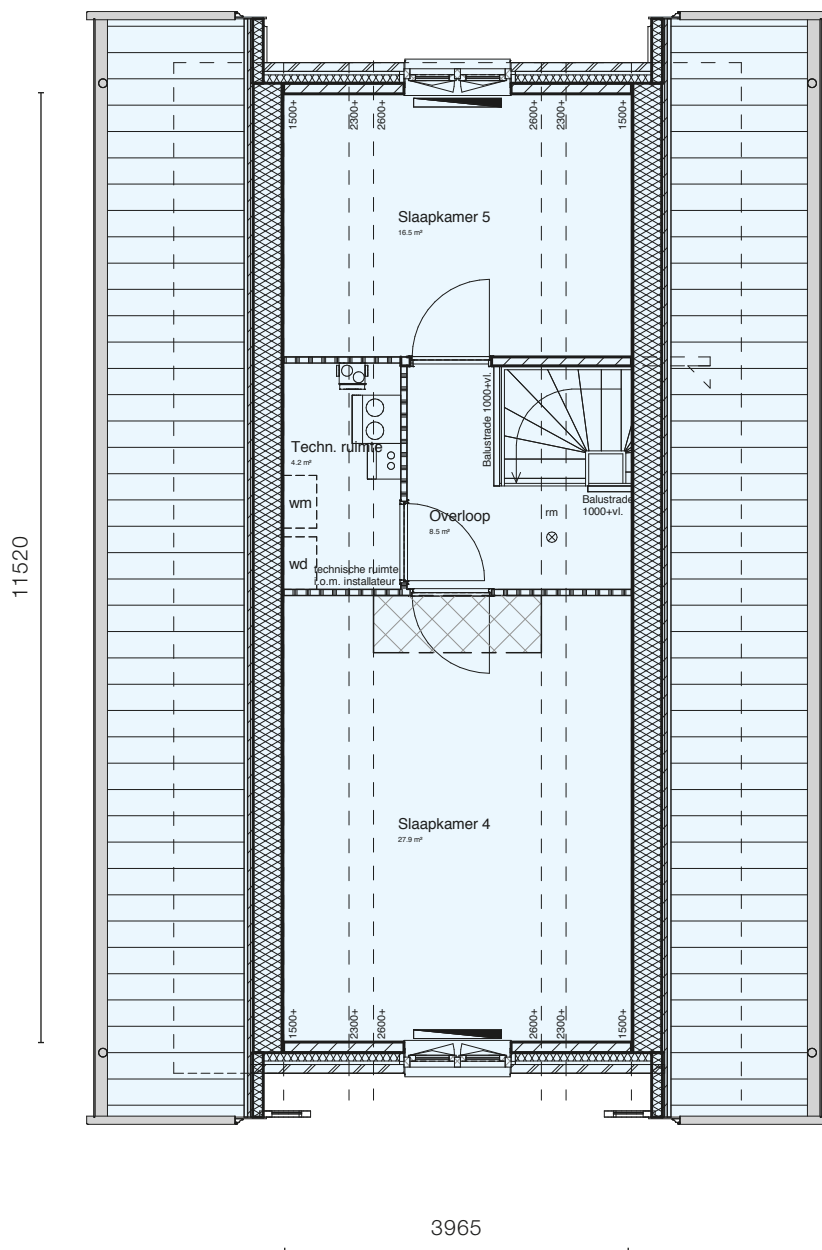 1500+
2300+
2600+
2600+
2300+
1500+
Slaapkamer 5
16.5 m²
Balustrade 1000+vl.
Techn. ruimte
4.2 m²
wm
Overloop
8.5 m²
rm
Balustrade
1000+vl.
wd
technische ruimte
i.o.m. installateur
11520
Slaapkamer 4
27.9 m²
1500+
2300+
2600+
2600+
2300+
1500+
3965